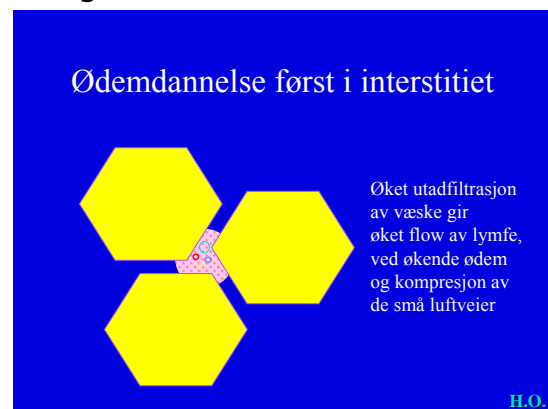 Ødemdannelse først i interstitiet
Øket utadfiltrasjon
av væske gir
øket flow av lymfe,
ved økende ødem
og kompresjon av
de små luftveier
H.O.